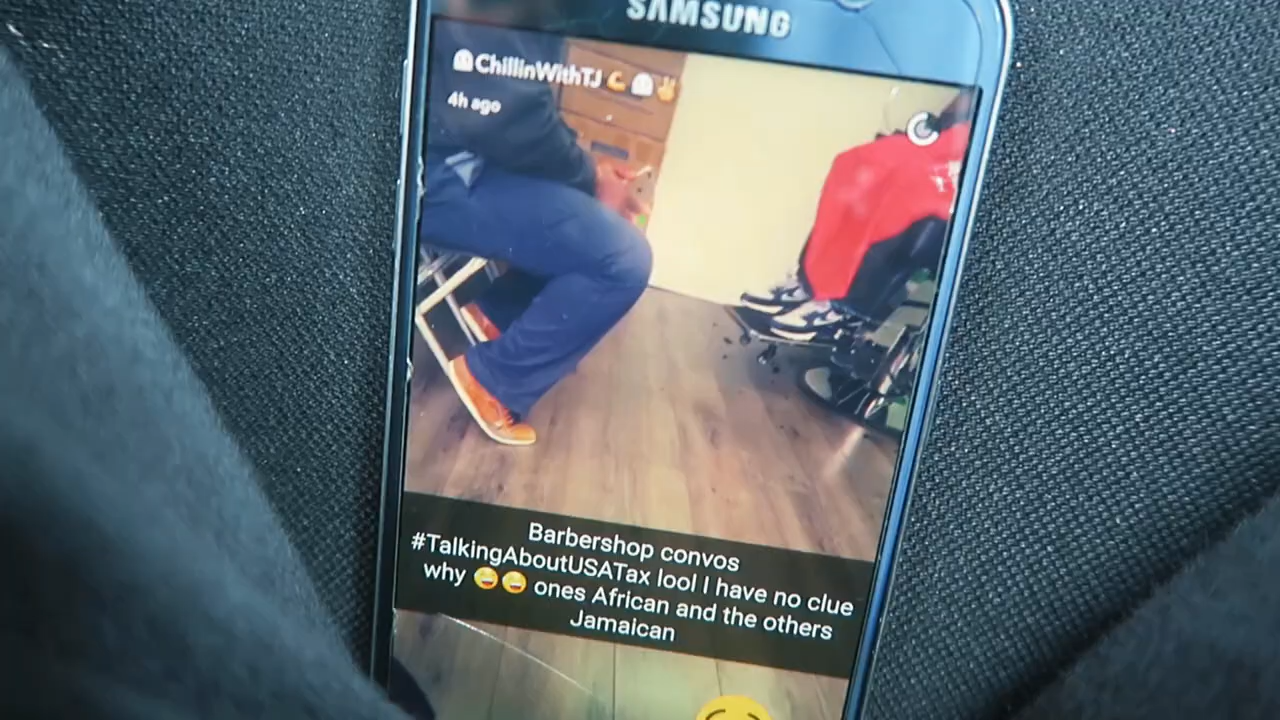 SAMSUNG
ChillinWithTJ
4h ago
Barbershop convos
#TalkingAboutUSATax lool I have no clue
why 😂😂 ones African and the others
Jamaican